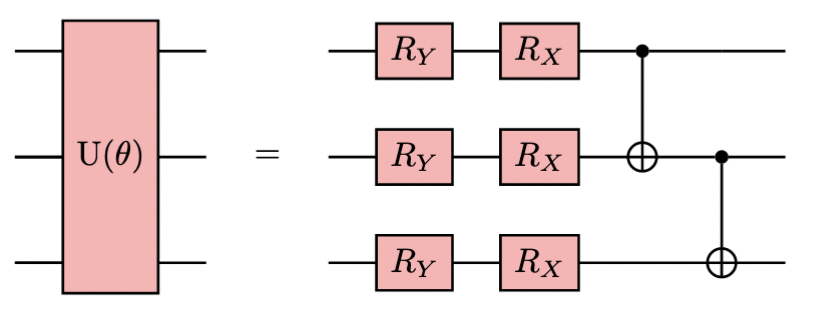 R_Y R_X
U(θ) = R_Y R_X
R_Y R_X